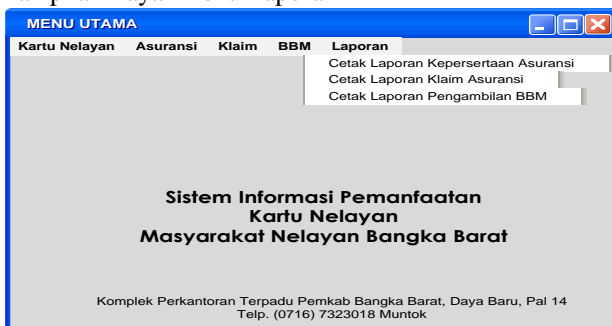 MENU UTAMA
Kartu Nelayan Asuransi Klaim BBM Laporan
Cetak Laporan Kepersertaan Asuransi
Cetak Laporan Klaim Asuransi
Cetak Laporan Pengambilan BBM
Sistem Informasi Pemanfaatan
Kartu Nelayan
Masyarakat Nelayan Bangka Barat
Komplek Perkantoran Terpadu Pemkab Bangka Barat, Daya Baru, Pal 14
Telp. (0716) 7323018 Muntok